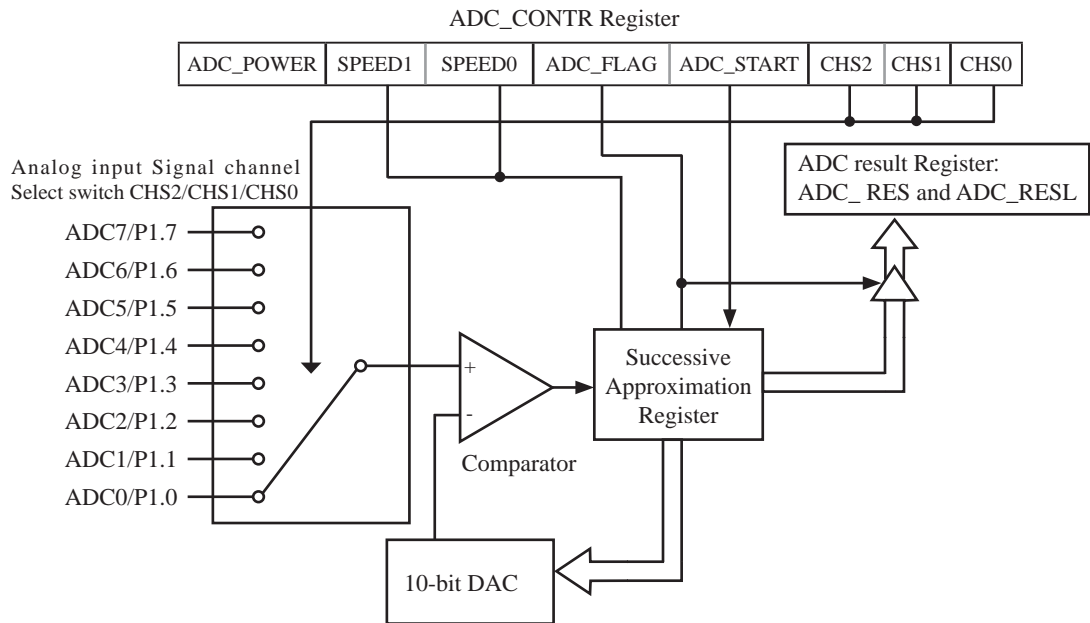 ADC_CONTR Register
ADC_POWER SPEED1 SPEED0 ADC_FLAG ADC_START CHS2 CHS1 CHS0
Analog input Signal channel
Select switch CHS2/CHS1/CHS0
ADC result Register:
ADC_ RES and ADC_RESL
ADC7/P1.7
ADC6/P1.6
ADC5/P1.5
ADC4/P1.4
ADC3/P1.3
ADC2/P1.2
ADC1/P1.1
ADC0/P1.0
+
-
Comparator
Successive
Approximation
Register
10-bit DAC